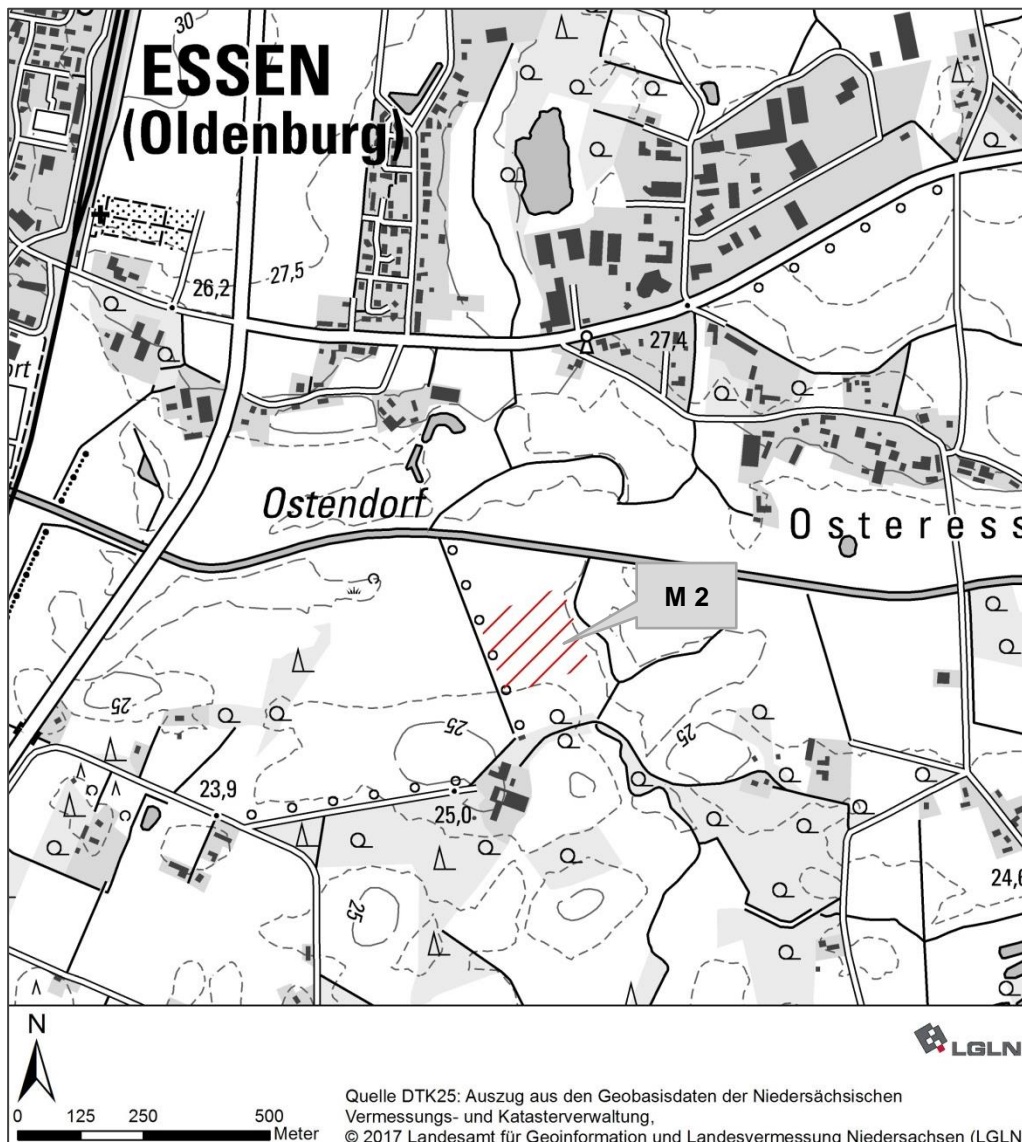 30
ESSEN
(Oldenburg)
26,2
27,5
27,4
ort
Ostendorf
Osteress
M 2
25
25
25
23,9
25,0
25
24,6
N
LGLN
0 125 250 500
Meter
Quelle DTK25: Auszug aus den Geobasisdaten der Niedersächsischen
Vermessungs- und Katasterverwaltung,
© 2017 Landesamt für Geoinformation und Landesvermessung Niedersachsen (LGLN